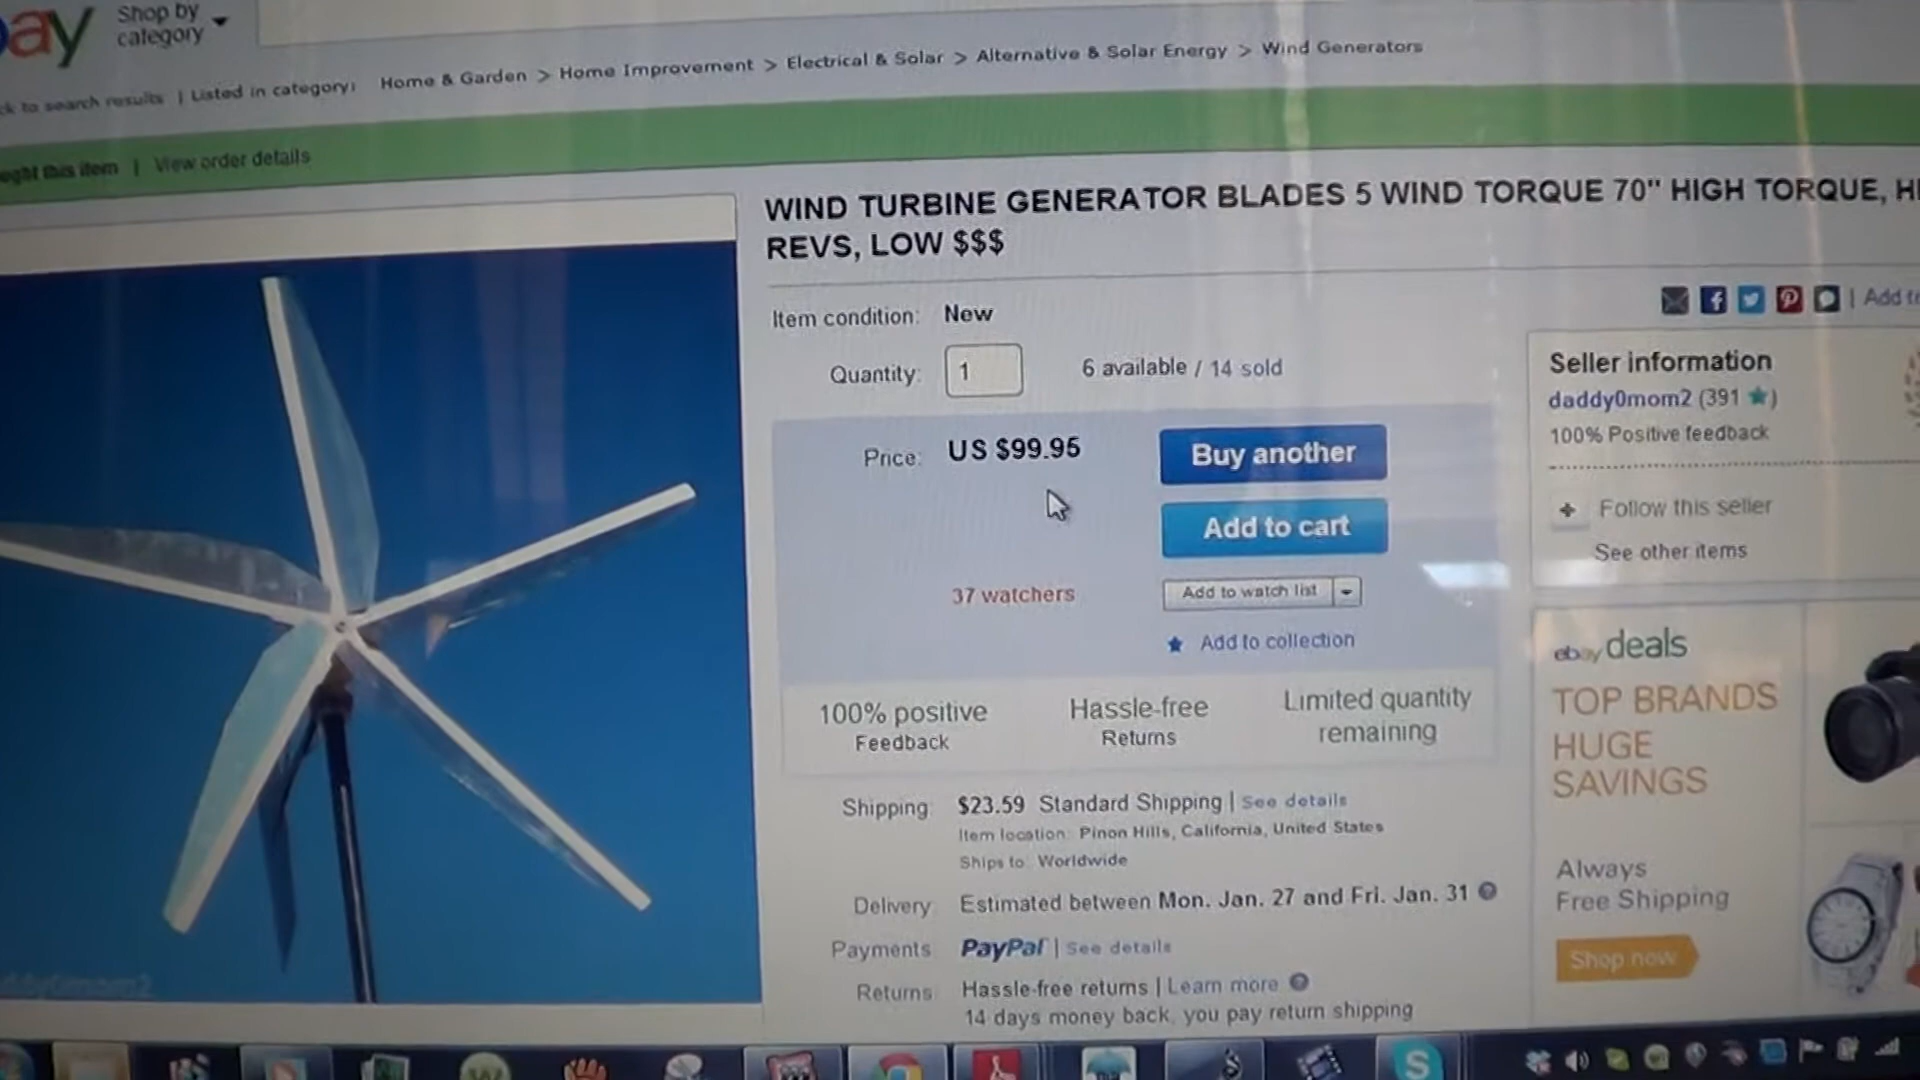 ay
Shop by
category
to search results | Listed in category: Home & Garden > Home Improvement > Electrical & Solar > Alternative & Solar Energy > Wind Generators
this item | View order details
WIND TURBINE GENERATOR BLADES 5 WIND TORQUE 70" HIGH TORQUE,
REVS, LOW $$$
Item condition: New
Quantity: 1 6 available / 14 sold
Price: US $99.95
Buy another
Add to cart
37 watchers
Add to watch list
Add to collection
100% positive
Feedback
Hassle-free
Returns
Limited quantity
remaining
Shipping: $23.59 Standard Shipping | See details
Item location: Pinon Hills, California, United States
Ships to: Worldwide
Delivery: Estimated between Mon. Jan. 27 and Fri. Jan. 31
Payments: PayPal | See details
Returns: Hassle-free returns | Learn more
14 days money back, you pay return shipping
| Add
Seller information
daddy0mom2 (391 ★)
100% Positive feedback
+ Follow this seller
See other items
ebay deals
TOP BRANDS
HUGE
SAVINGS
Always
Free Shipping
Shop now